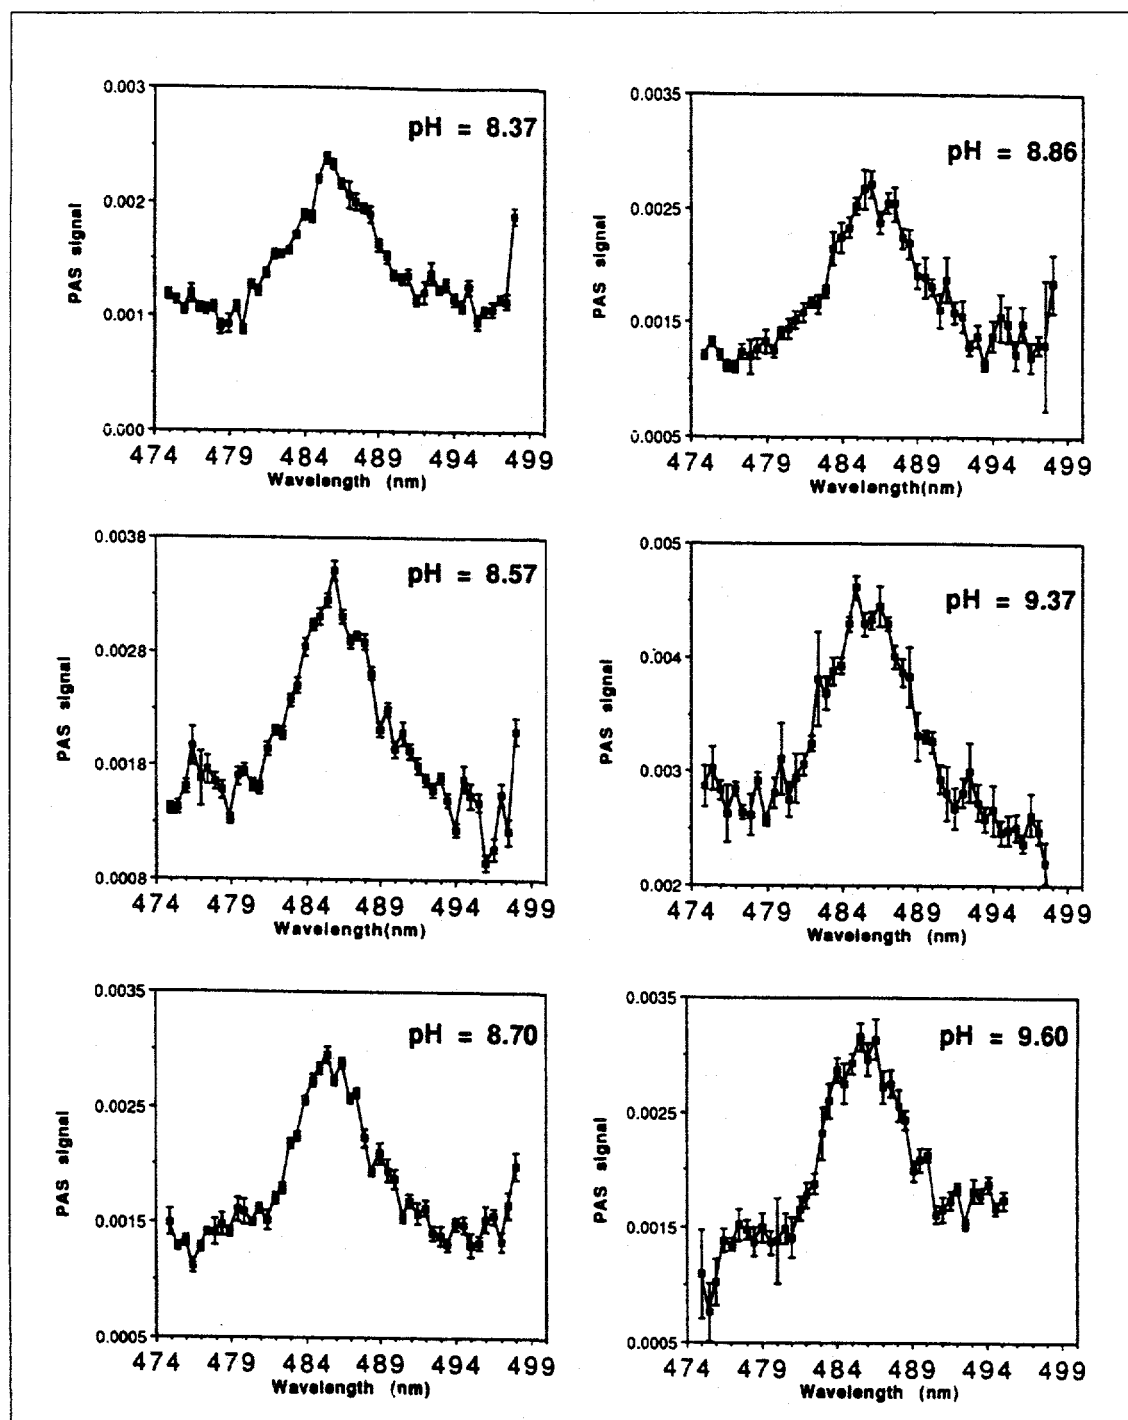 0.003
0.002
0.001
0.000
PAS signal
pH = 8.37
474 479 484 489 494 499
Wavelength (nm)
0.0035
0.0025
0.0015
0.0005
PAS signal
pH = 8.86
474 479 484 489 494 499
Wavelength(nm)
0.0038
0.0028
0.0018
0.0008
PAS signal
pH = 8.57
474 479 484 489 494 499
Wavelength(nm)
0.005
0.004
0.003
0.002
PAS signal
pH = 9.37
474 479 484 489 494 499
Wavelength (nm)
0.0035
0.0025
0.0015
0.0005
PAS signal
pH = 8.70
474 479 484 489 494 499
Wavelength (nm)
0.0035
0.0025
0.0015
0.0005
PAS signal
pH = 9.60
474 479 484 489 494 499
Wavelength (nm)